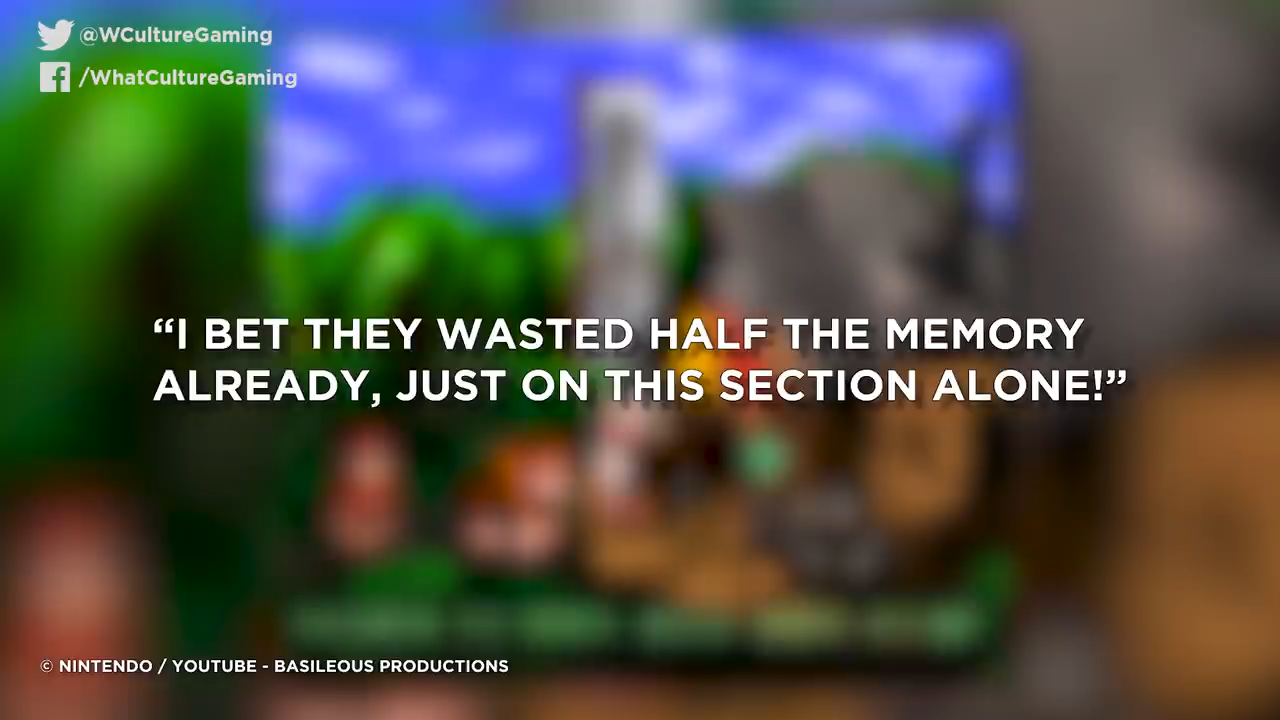 @WCultureGaming
/WhatCultureGaming
“I BET THEY WASTED HALF THE MEMORY
ALREADY, JUST ON THIS SECTION ALONE!”
© NINTENDO / YOUTUBE - BASILEOUS PRODUCTIONS